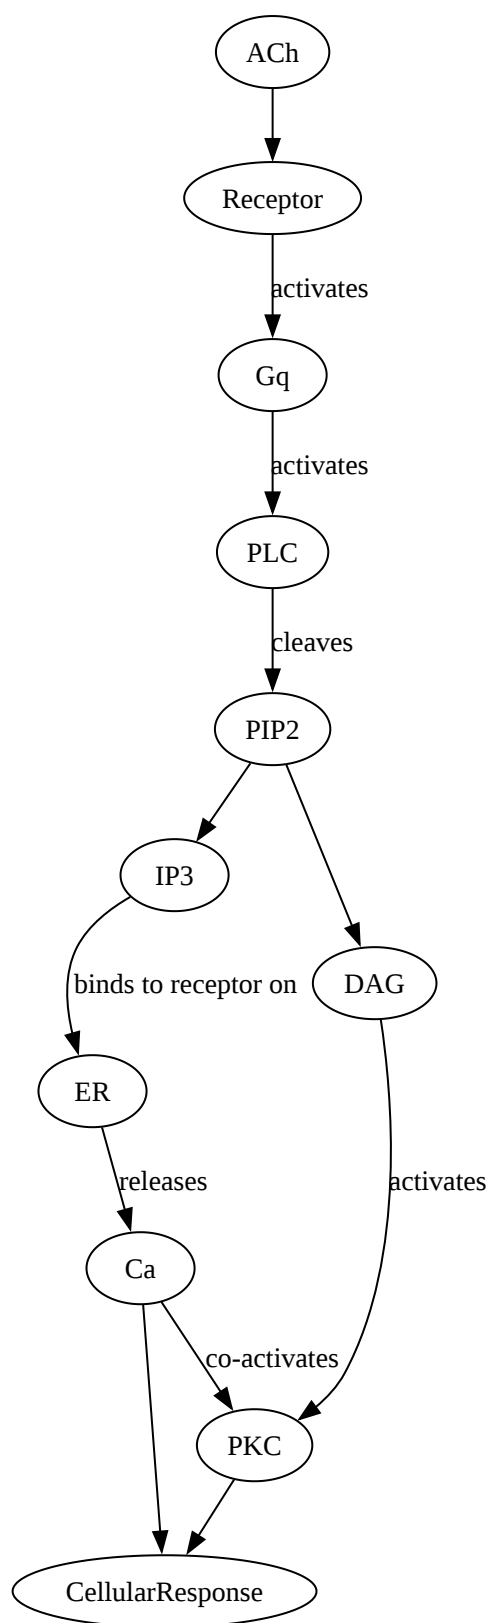 ACh
Receptor
activates
Gq
activates
PLC
cleaves
PIP2
IP3
binds to receptor on
DAG
ER
releases
activates
Ca
co-activates
PKC
CellularResponse